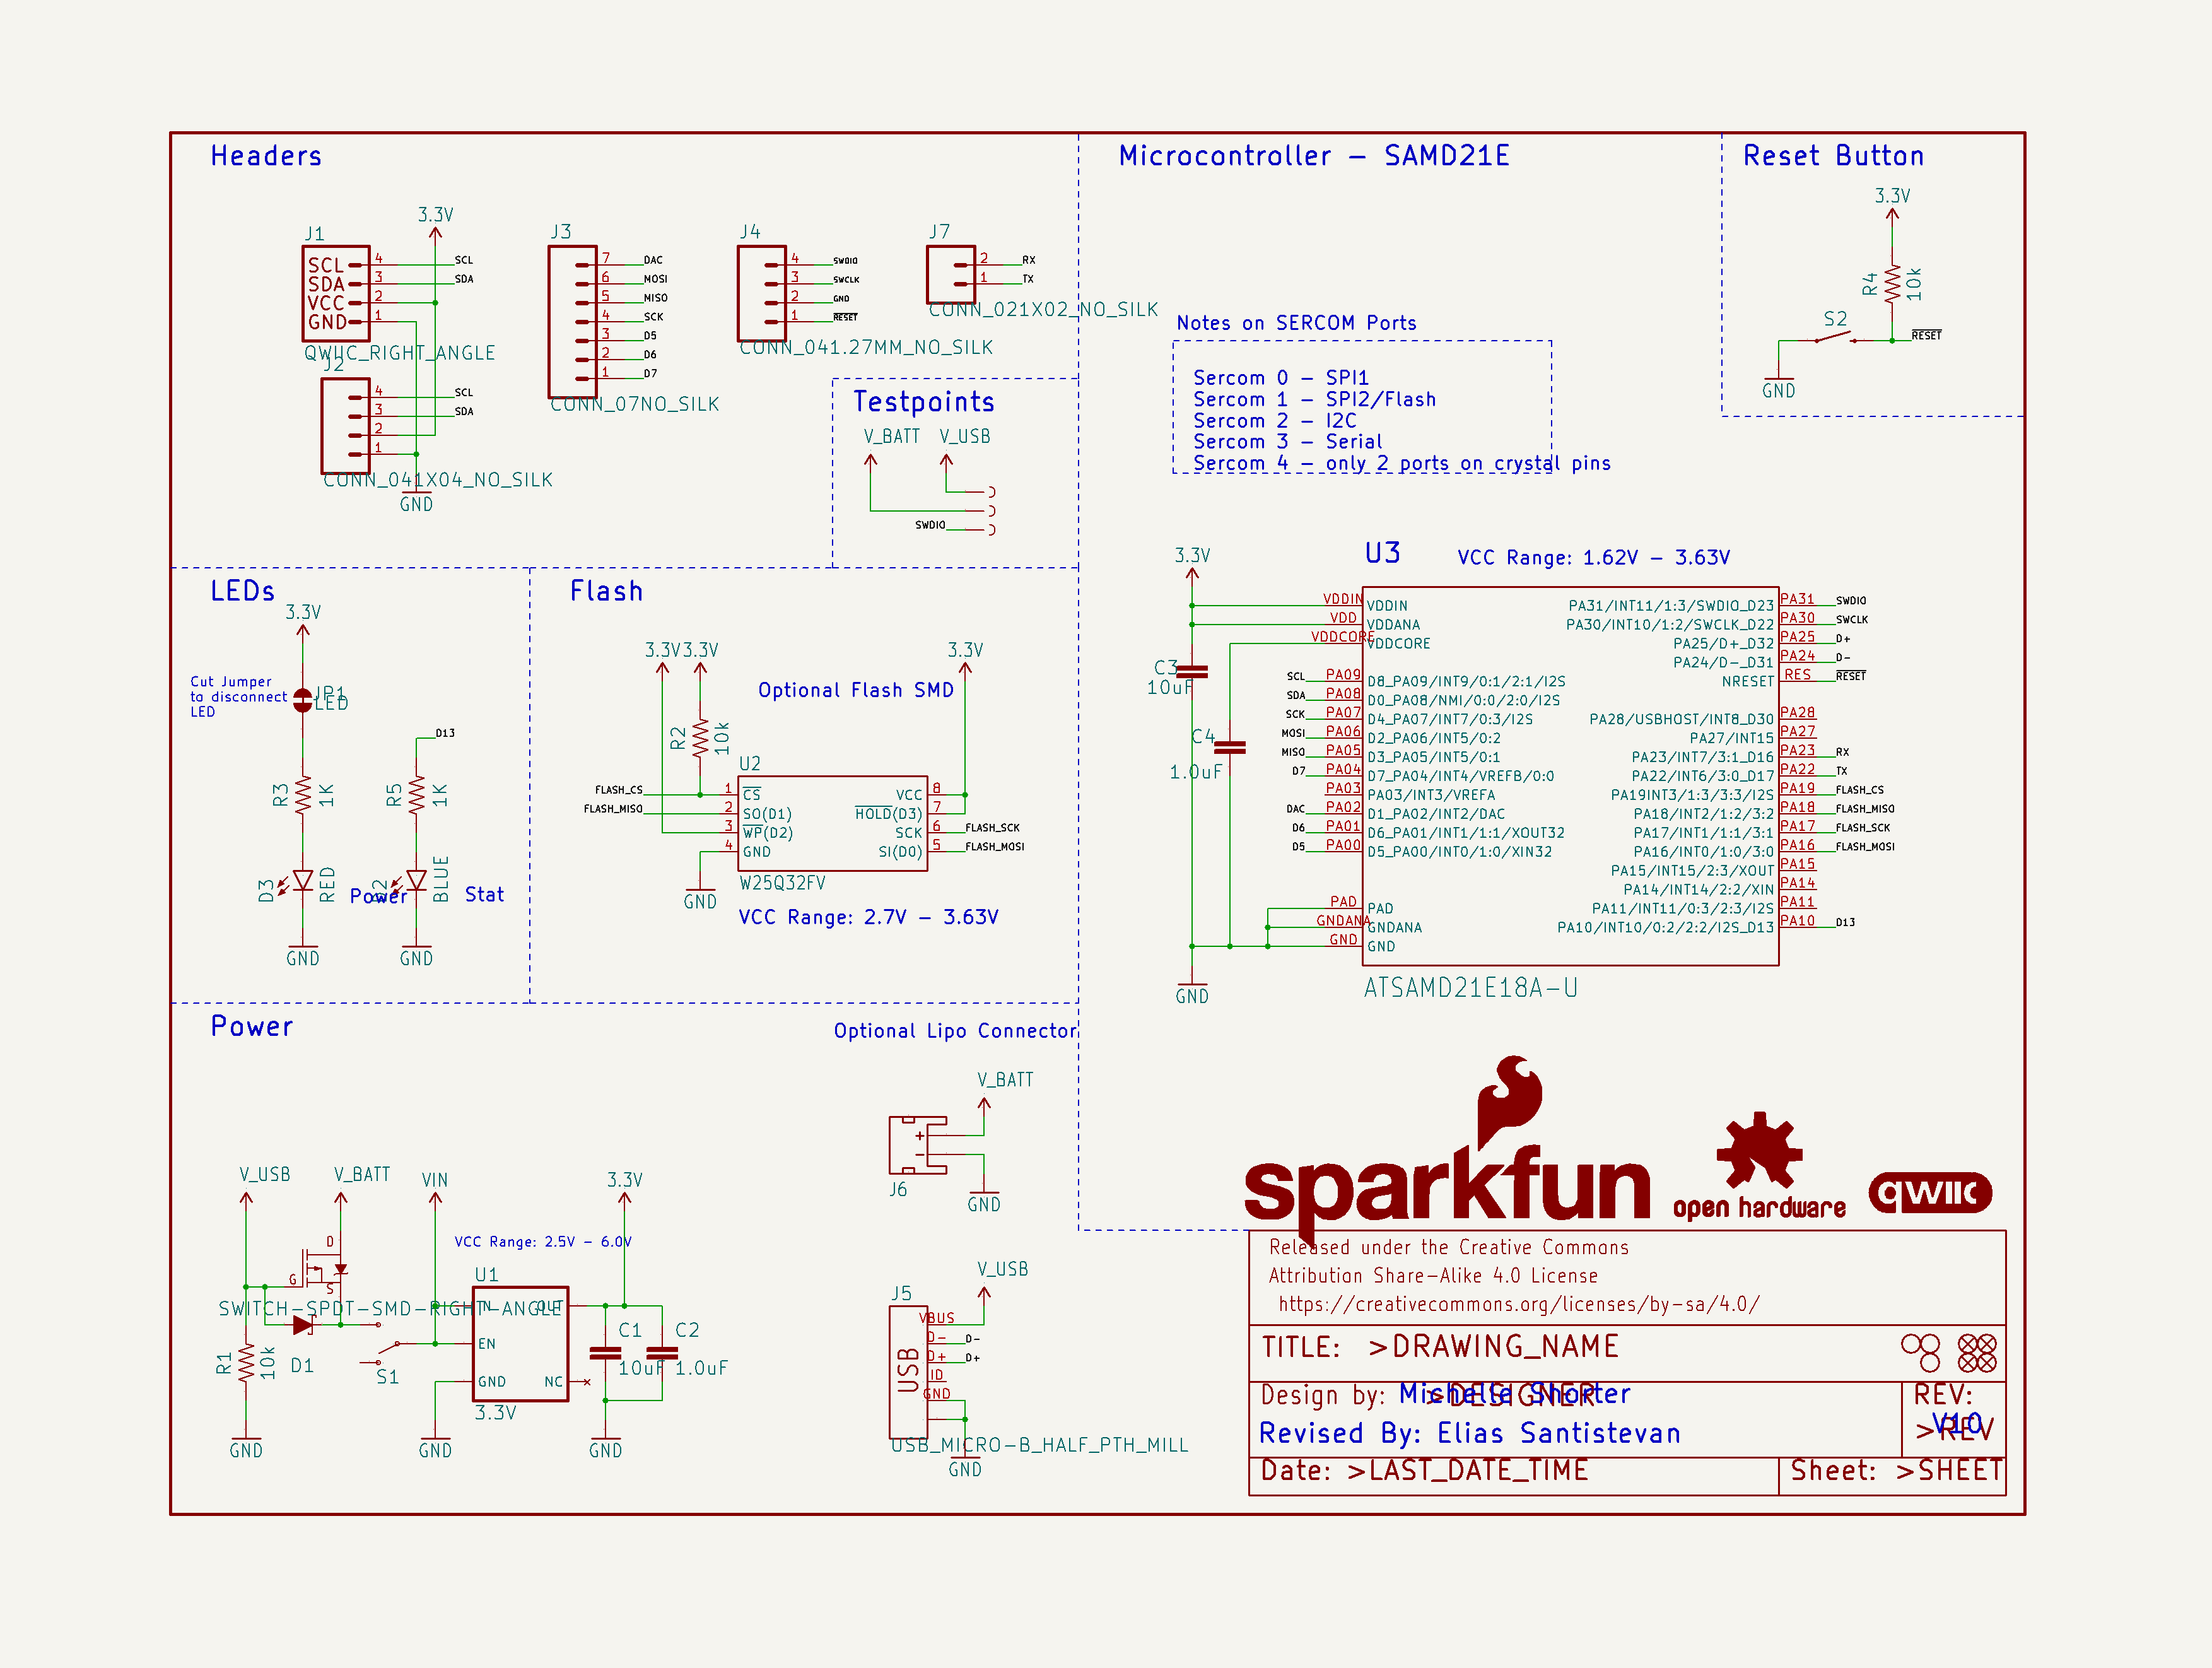 Headers
3.3V
J1
SCL 4 SCL
SDA 3 SDA
VCC 2
GND 1
QWIIC_RIGHT_ANGLE
J2
4 SCL
3 SDA
2
1
CONN_041X04_NO_SILK
GND
J3
7 DAC
6 MOSI
5 MISO
4 SCK
3 D5
2 D6
1 D7
CONN_07NO_SILK
J4
4 SWDIO
3 SWCLK
2 GND
1 RESET
CONN_041.27MM_NO_SILK
J7
2 RX
1 TX
CONN_021X02_NO_SILK
Testpoints
V_BATT V_USB
SWDIO
Microcontroller - SAMD21E
Notes on SERCOM Ports
Sercom 0 - SPI1
Sercom 1 - SPI2/Flash
Sercom 2 - I2C
Sercom 3 - Serial
Sercom 4 - only 2 ports on crystal pins
Reset Button
3.3V
R4
10k
S2
RESET
GND
LEDs
3.3V
Cut Jumper
to disconnect
LED
JP1
LED
D13
R3
1K
R5
1K
D3
RED
Power
D2
BLUE
Stat
GND
GND
Flash
3.3V 3.3V
3.3V
Optional Flash SMD
R2
10k
U2
FLASH_CS 1 CS
FLASH_MISO 2 SO(D1)
3 WP(D2)
4 GND
VCC 8
HOLD(D3) 7
SCK 6 FLASH_SCK
SI(D0) 5 FLASH_MOSI
W25Q32FV
GND
VCC Range: 2.7V - 3.63V
3.3V
U3
VCC Range: 1.62V - 3.63V
VDDIN VDDIN
VDD VDDANA
VDDCORE VDDCORE
SCL PA09 D8_PA09/INT9/0:1/2:1/I2S
SDA PA08 D0_PA08/NMI/0:0/2:0/I2S
SCK PA07 D4_PA07/INT7/0:3/I2S
MOSI PA06 D2_PA06/INT5/0:2
MISO PA05 D3_PA05/INT5/0:1
D7 PA04 D7_PA04/INT4/VREFB/0:0
PA03 PA03/INT3/VREFA
DAC PA02 D1_PA02/INT2/DAC
D6 PA01 D6_PA01/INT1/1:1/XOUT32
D5 PA00 D5_PA00/INT0/1:0/XIN32
PAD PAD
GNDANA GNDANA
GND GND
PA31/INT11/1:3/SWDIO_D23 PA31 SWDIO
PA30/INT10/1:2/SWCLK_D22 PA30 SWCLK
PA25/D+_D32 PA25 D+
PA24/D-_D31 PA24 D-
NRESET RES RESET
PA28/USBHOST/INT8_D30 PA28
PA27/INT15 PA27
PA23/INT7/3:1_D16 PA23 RX
PA22/INT6/3:0_D17 PA22 TX
PA19INT3/1:3/3:3/I2S PA19 FLASH_CS
PA18/INT2/1:2/3:2 PA18 FLASH_MISO
PA17/INT1/1:1/3:1 PA17 FLASH_SCK
PA16/INT0/1:0/3:0 PA16 FLASH_MOSI
PA15/INT15/2:3/XOUT PA15
PA14/INT14/2:2/XIN PA14
PA11/INT11/0:3/2:3/I2S PA11
PA10/INT10/0:2/2:2/I2S_D13 PA10 D13
C3
10uF
C4
1.0uF
GND
ATSAMD21E18A-U
Power
Optional Lipo Connector
V_BATT
+
-
J6
GND
V_USB V_BATT VIN 3.3V
VCC Range: 2.5V - 6.0V
D
G
S
SWITCH-SPDT-SMD-RIGHT-ANGLE
U1
IN OUT
EN
GND NC
3.3V
R1
10k
D1
S1
C1
10uF
C2
1.0uF
GND
GND
GND
V_USB
J5
USB
VBUS
D- D-
D+ D+
ID
GND
USB_MICRO-B_HALF_PTH_MILL
GND
sparkfun
open hardware
qwiic
Released under the Creative Commons
Attribution Share-Alike 4.0 License
https://creativecommons.org/licenses/by-sa/4.0/
TITLE: >DRAWING_NAME
Design by: Michelle Shorter
>DESIGNER
Revised By: Elias Santistevan
REV:
V10
>REV
Date: >LAST_DATE_TIME
Sheet: >SHEET